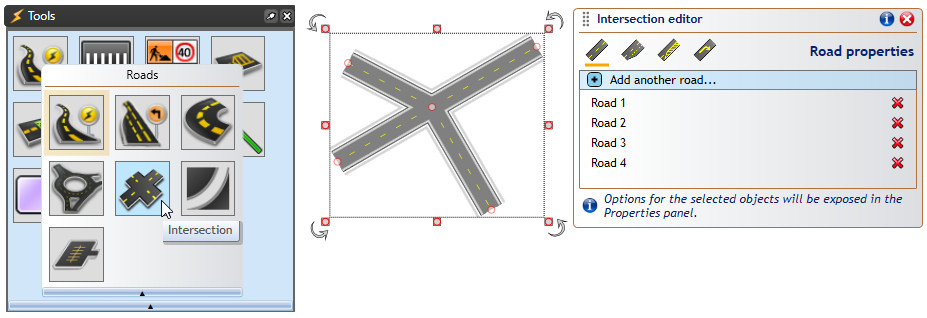 Tools
40
Roads
Intersection
Intersection editor
Road properties
Add another road...
Road 1
Road 2
Road 3
Road 4
Options for the selected objects will be exposed in the
Properties panel.